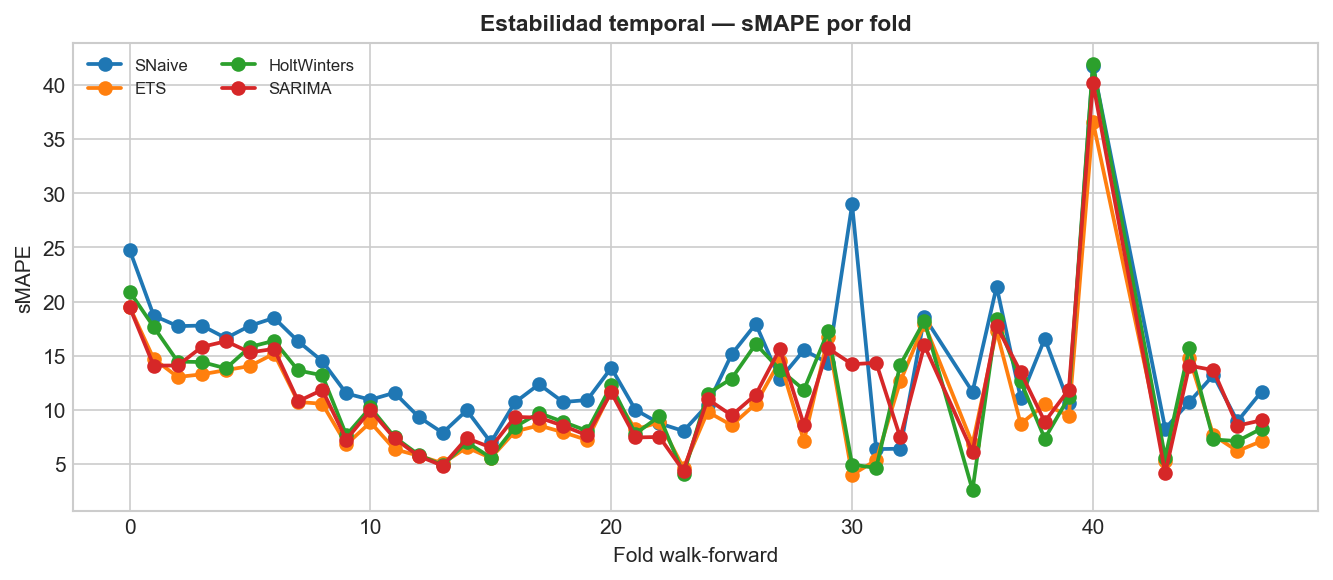 Estabilidad temporal — sMAPE por fold
SNaive
ETS
HoltWinters
SARIMA
sMAPE
40
35
30
25
20
15
10
5
0
10
20
30
40
Fold walk-forward